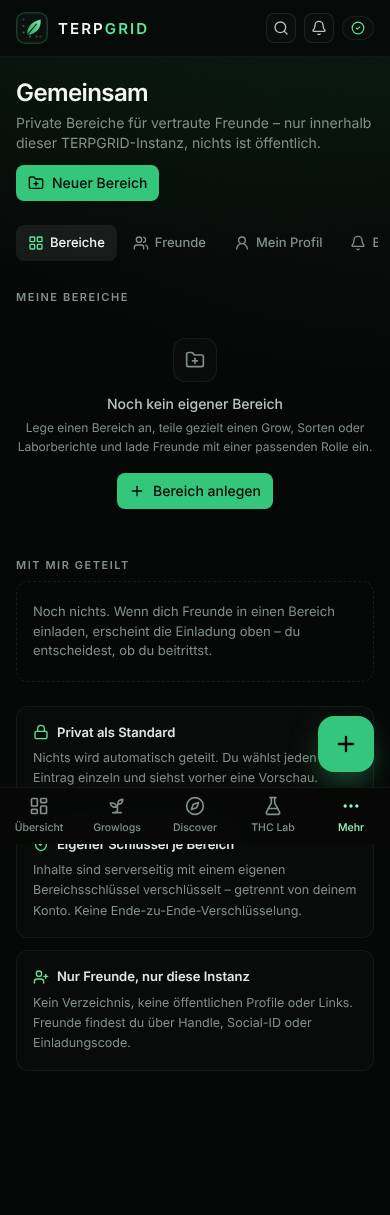 TERPGRID
Gemeinsam
Private Bereiche für vertraute Freunde – nur innerhalb
dieser TERPGRID-Instanz, nichts ist öffentlich.
Neuer Bereich
Bereiche
Freunde
Mein Profil
MEINE BEREICHE
Noch kein eigener Bereich
Lege einen Bereich an, teile gezielt einen Grow, Sorten oder
Laborberichte und lade Freunde mit einer passenden Rolle ein.
Bereich anlegen
MIT MIR GETEILT
Noch nichts. Wenn dich Freunde in einen Bereich
einladen, erscheint die Einladung oben – du
entscheidest, ob du beitrittst.
Privat als Standard
Nichts wird automatisch geteilt. Du wählst jeden
Eintrag einzeln und siehst vorher eine Vorschau.
Übersicht
Growlogs
Discover
THC Lab
Mehr
Eigener Schlüssel je Bereich
Inhalte sind serverseitig mit einem eigenen
Bereichsschlüssel verschlüsselt – getrennt von deinem
Konto. Keine Ende-zu-Ende-Verschlüsselung.
Nur Freunde, nur diese Instanz
Kein Verzeichnis, keine öffentlichen Profile oder Links.
Freunde findest du über Handle, Social-ID oder
Einladungscode.